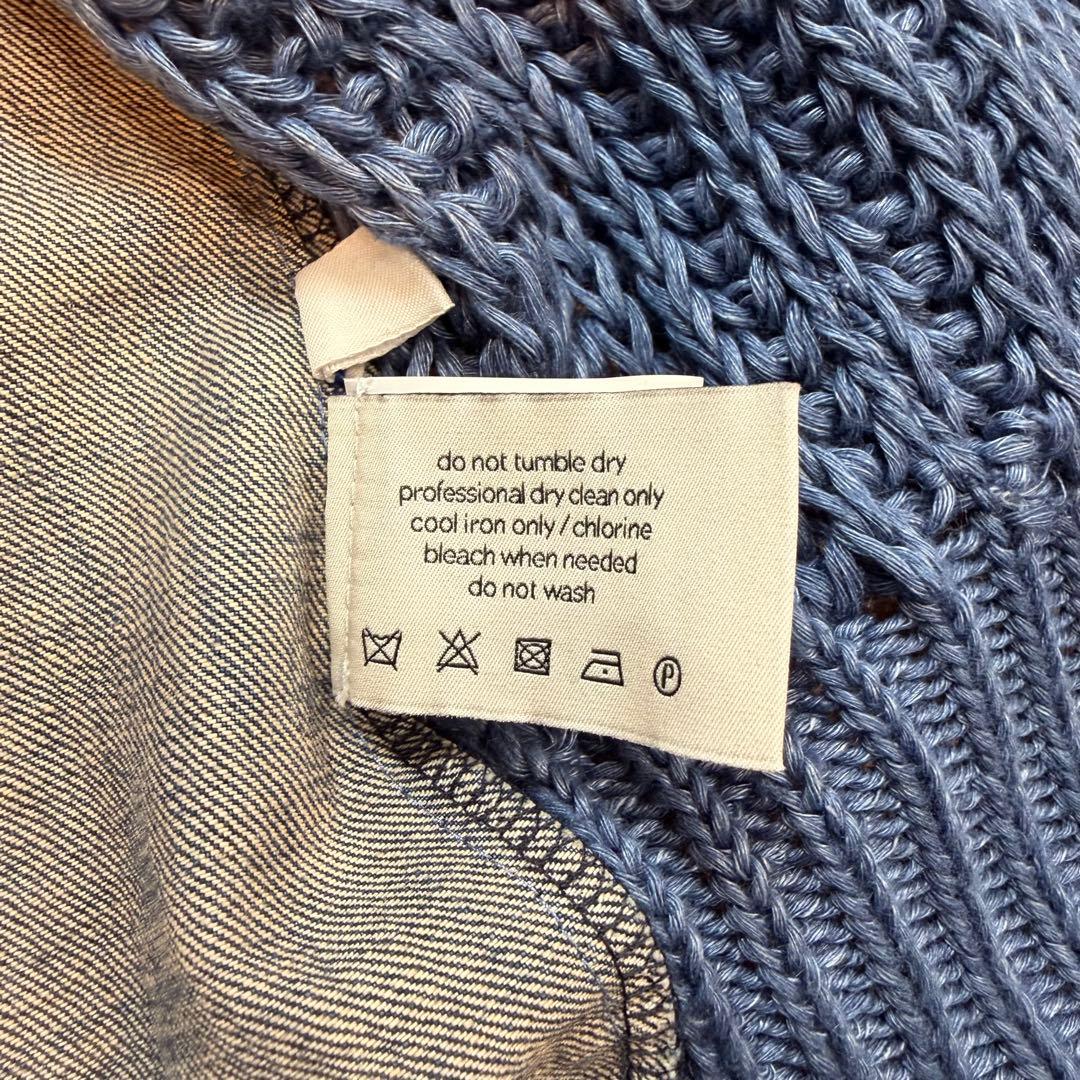 do not tumble dry
professional dry clean only
cool iron only / chlorine
bleach when needed
do not wash
P